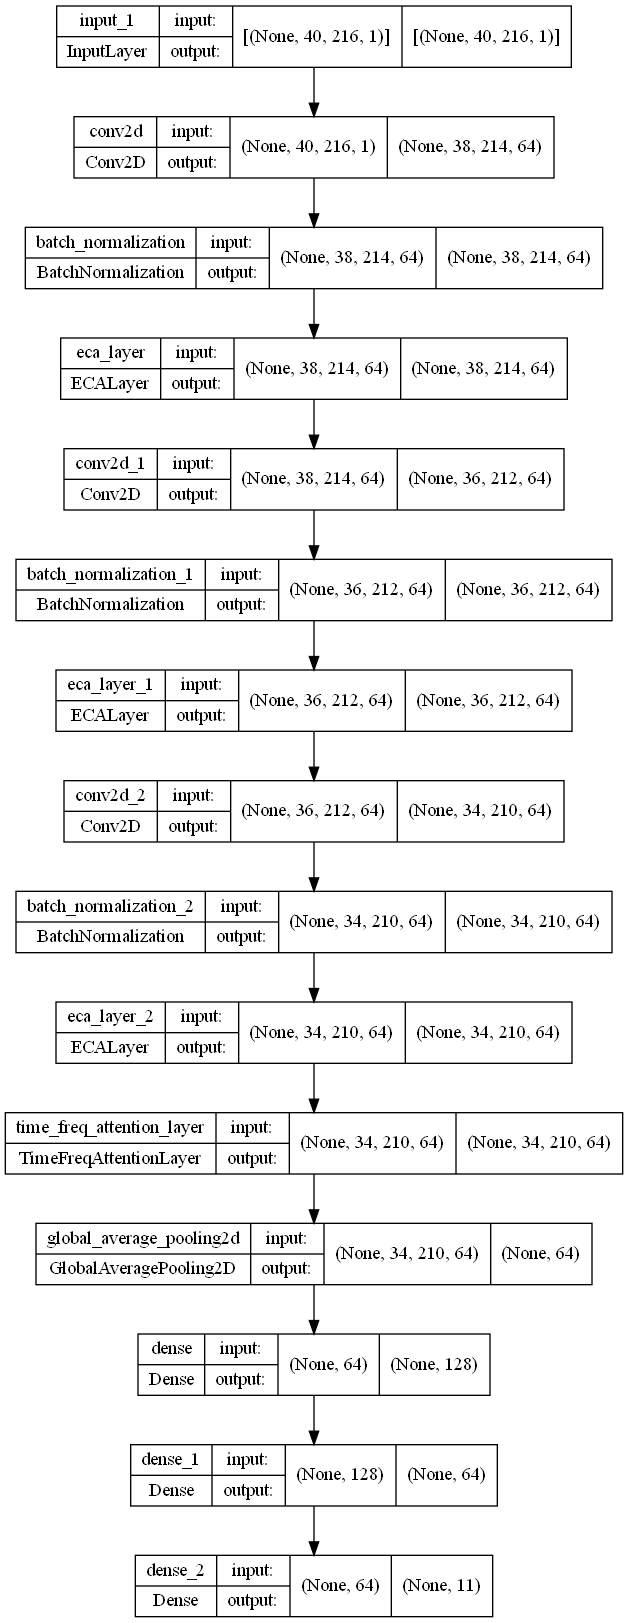 input_1 input: [(None, 40, 216, 1)] [(None, 40, 216, 1)]
InputLayer output:
conv2d input: (None, 40, 216, 1) (None, 38, 214, 64)
Conv2D output:
batch_normalization input: (None, 38, 214, 64) (None, 38, 214, 64)
BatchNormalization output:
eca_layer input: (None, 38, 214, 64) (None, 38, 214, 64)
ECALayer output:
conv2d_1 input: (None, 38, 214, 64) (None, 36, 212, 64)
Conv2D output:
batch_normalization_1 input: (None, 36, 212, 64) (None, 36, 212, 64)
BatchNormalization output:
eca_layer_1 input: (None, 36, 212, 64) (None, 36, 212, 64)
ECALayer output:
conv2d_2 input: (None, 36, 212, 64) (None, 34, 210, 64)
Conv2D output:
batch_normalization_2 input: (None, 34, 210, 64) (None, 34, 210, 64)
BatchNormalization output:
eca_layer_2 input: (None, 34, 210, 64) (None, 34, 210, 64)
ECALayer output:
time_freq_attention_layer input: (None, 34, 210, 64) (None, 34, 210, 64)
TimeFreqAttentionLayer output:
global_average_pooling2d input: (None, 34, 210, 64) (None, 64)
GlobalAveragePooling2D output:
dense input: (None, 64) (None, 128)
Dense output:
dense_1 input: (None, 128) (None, 64)
Dense output:
dense_2 input: (None, 64) (None, 11)
Dense output: